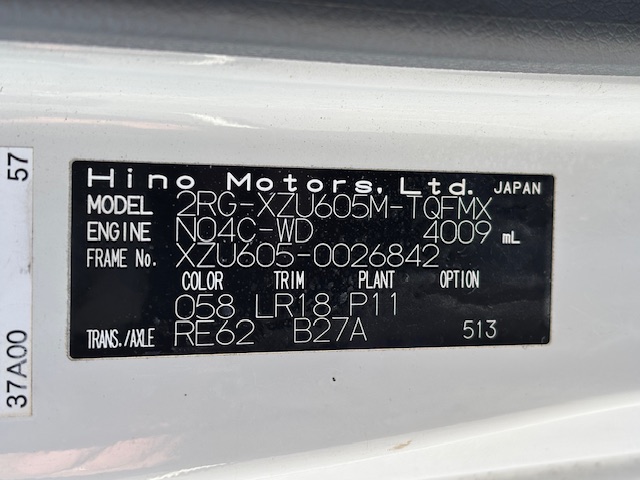 Hino Motors, Ltd. JAPAN
MODEL 2RG-XZU605M-TQFMX
ENGINE N04C-WD 4009 mL
FRAME No. XZU605-0026842
COLOR TRIM PLANT OPTION
058 LR18 P11
TRANS./AXLE RE62 B27A 513
37A00 57